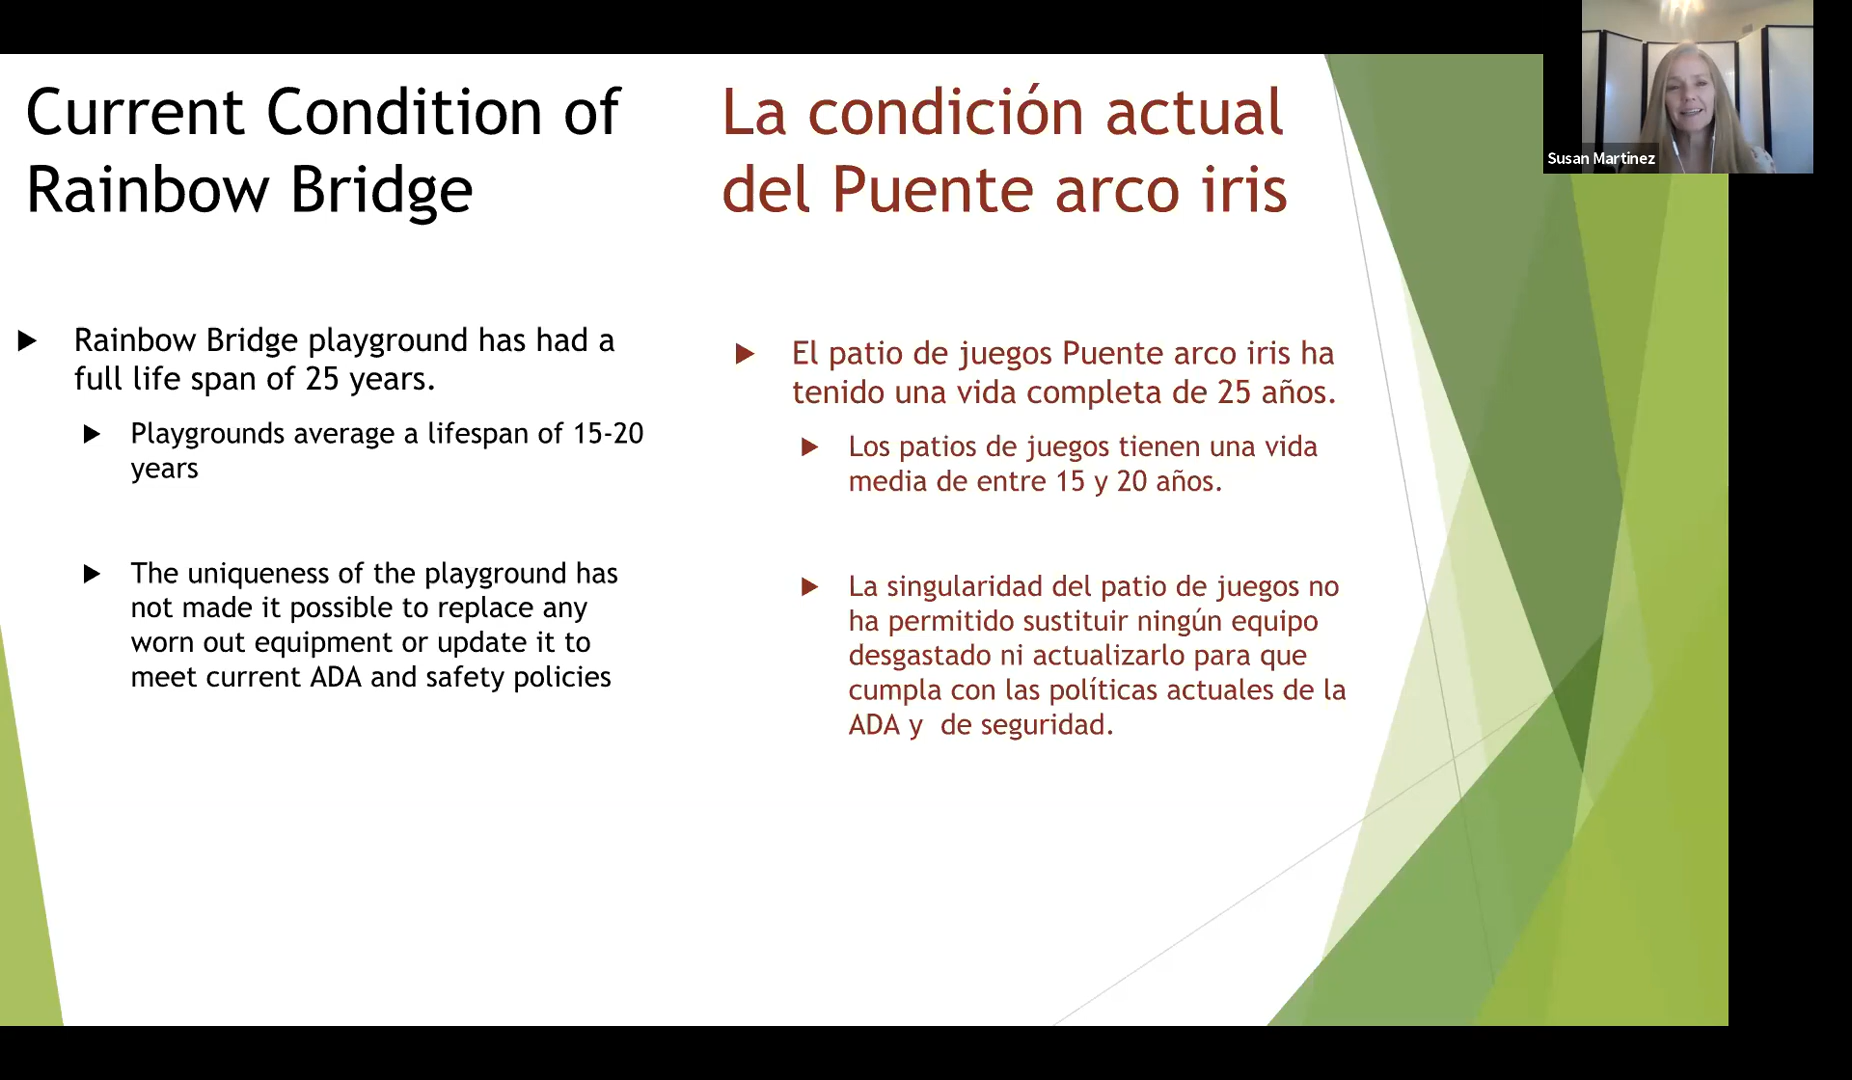 Current Condition of
Rainbow Bridge
Rainbow Bridge playground has had a
full life span of 25 years.
Playgrounds average a lifespan of 15-20
years
The uniqueness of the playground has
not made it possible to replace any
worn out equipment or update it to
meet current ADA and safety policies
La condición actual
del Puente arco iris
El patio de juegos Puente arco iris ha
tenido una vida completa de 25 años.
Los patios de juegos tienen una vida
media de entre 15 y 20 años.
La singularidad del patio de juegos no
ha permitido sustituir ningún equipo
desgastado ni actualizarlo para que
cumpla con las políticas actuales de la
ADA y  de seguridad.
Susan Martinez